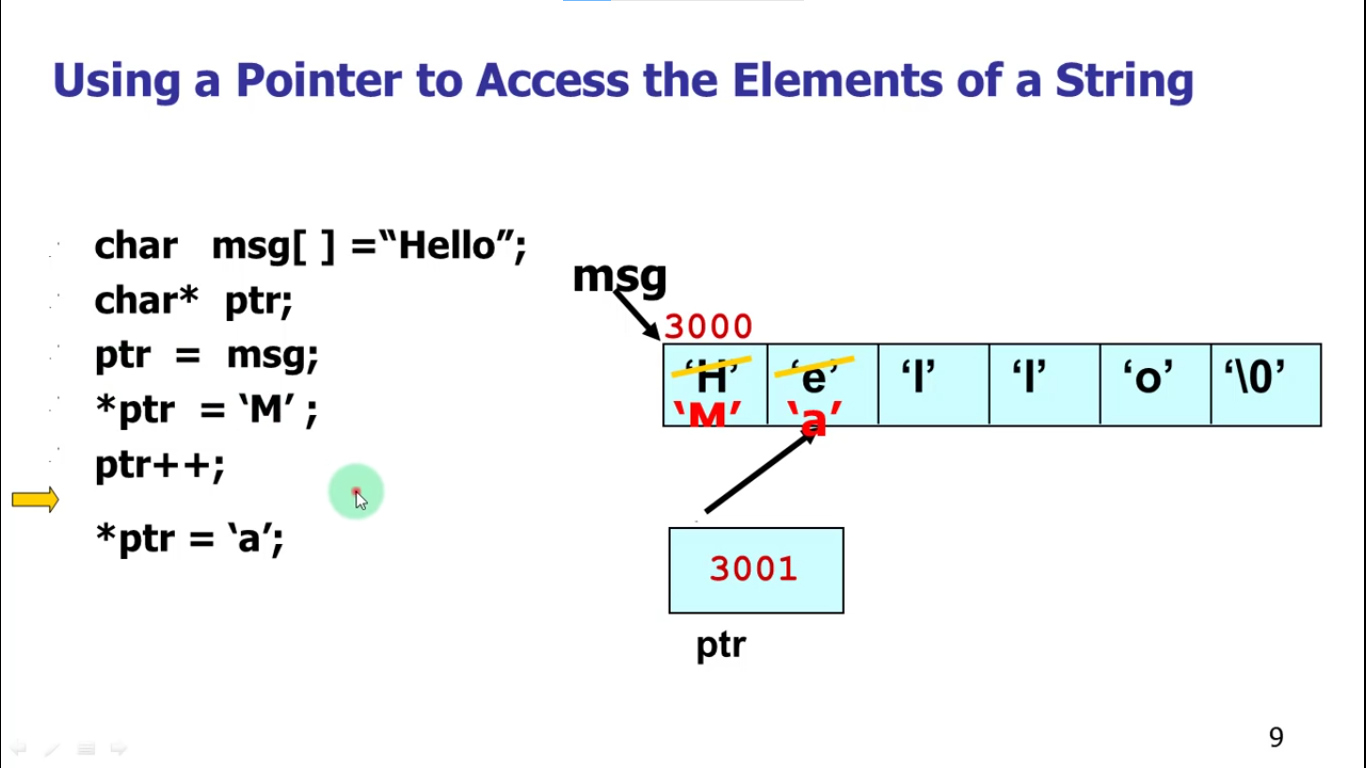 Using a Pointer to Access the Elements of a String
char msg[ ] =“Hello”;
char* ptr;
ptr = msg;
*ptr = ‘M’ ;
ptr++;
*ptr = ‘a’;
msg
3000
‘H’ ‘e’ ‘l’ ‘l’ ‘o’ ‘\0’
‘M’ ‘a’
3001
ptr
9